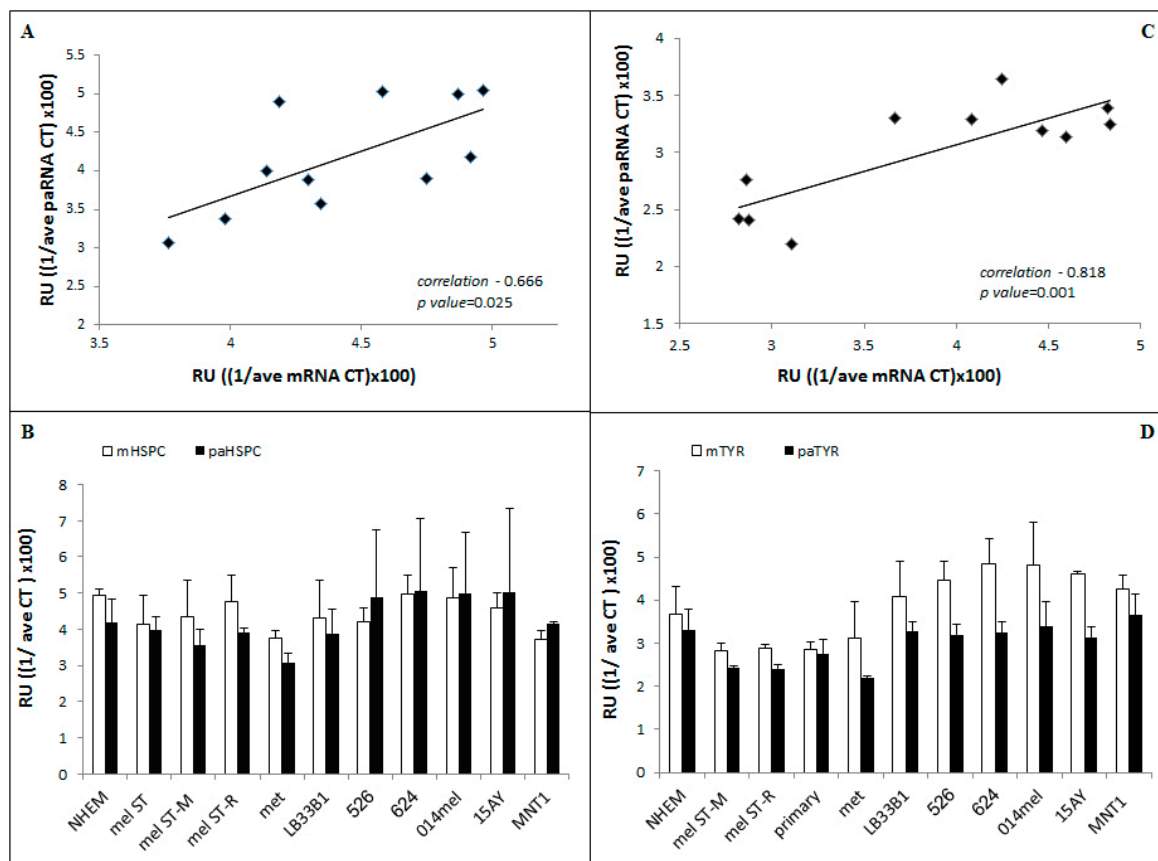 A
RU ((1/ave paRNA CT) x100)
5.5
5
4.5
4
3.5
3
2.5
2
3.5 4 4.5 5
correlation - 0.666
p value=0.025
RU ((1/ave mRNA CT)x100)
C
RU ((1/ave paRNA CT) x100)
4
3.5
3
2.5
2
1.5
2.5 3 3.5 4 4.5 5
correlation - 0.818
p value=0.001
RU ((1/ave mRNA CT)x100)
B
mHSPC paHSPC
RU ((1/ ave CT ) x100)
8
7
6
5
4
3
2
1
0
NHEM mel ST mel ST-M mel ST-R met LB33B1 526 624 014mel 15AY MNT1
D
mTYR paTYR
RU ((1/ ave CT) x100)
7
6
5
4
3
2
1
0
NHEM mel ST-M mel ST-R primary met LB33B1 526 624 014mel 15AY MNT1